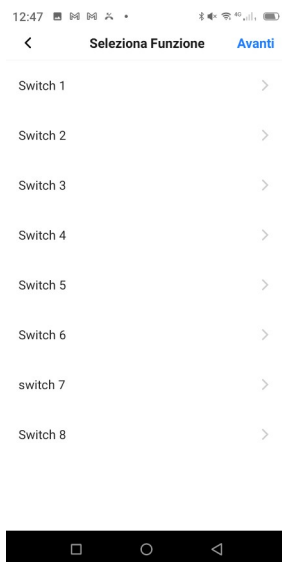 12:47
Seleziona Funzione Avanti
Switch 1
Switch 2
Switch 3
Switch 4
Switch 5
Switch 6
switch 7
Switch 8